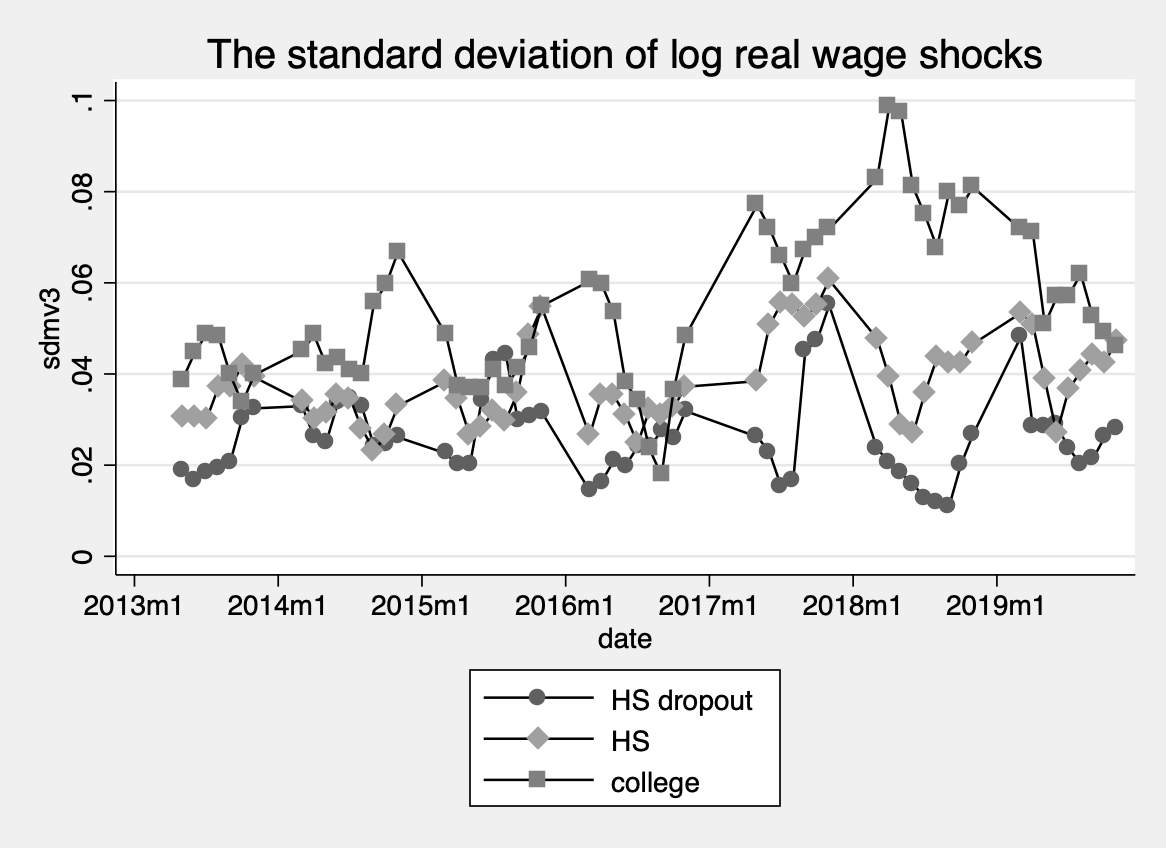 The standard deviation of log real wage shocks
.1
.08
.06
.04
.02
0
sdmv3
2013m1 2014m1 2015m1 2016m1 2017m1 2018m1 2019m1
date
HS dropout
HS
college